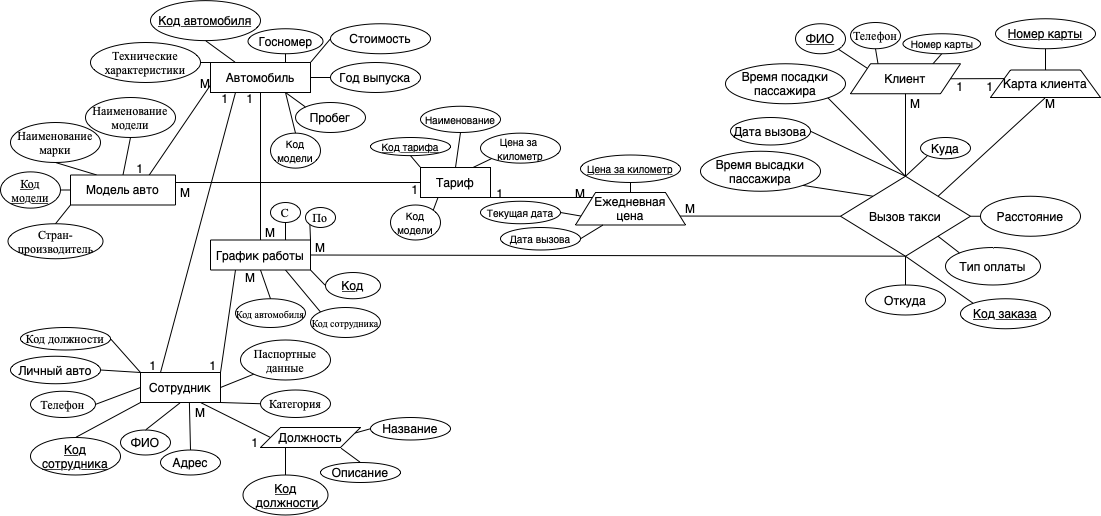 Код автомобиля
Госномер
Стоимость
Технические
характеристики
М
Автомобиль
Год выпуска
1
1
Пробег
Код
модели
Наименование
модели
Наименование
марки
1
Код
модели
Модель авто
М
Стран-
производитель
Наименование
Код тарифа
Цена за
километр
1
Тариф
1
Код
модели
Цена за километр
М
Ежедневная
цена
М
Текущая дата
Дата вызова
ФИО
Телефон
Номер карты
Номер карты
Клиент
1
1
Карта клиента
М
М
Время посадки
пассажира
Дата вызова
Куда
Время высадки
пассажира
Вызов такси
Расстояние
Тип оплаты
Откуда
Код заказа
С
По
М
М
График работы
М
Код
Код автомобиля
Код сотрудника
Код должности
1
1
Паспортные
данные
Личный авто
Сотрудник
Телефон
М
Категория
Код
сотрудника
ФИО
Адрес
1
Должность
Название
Описание
Код
должности